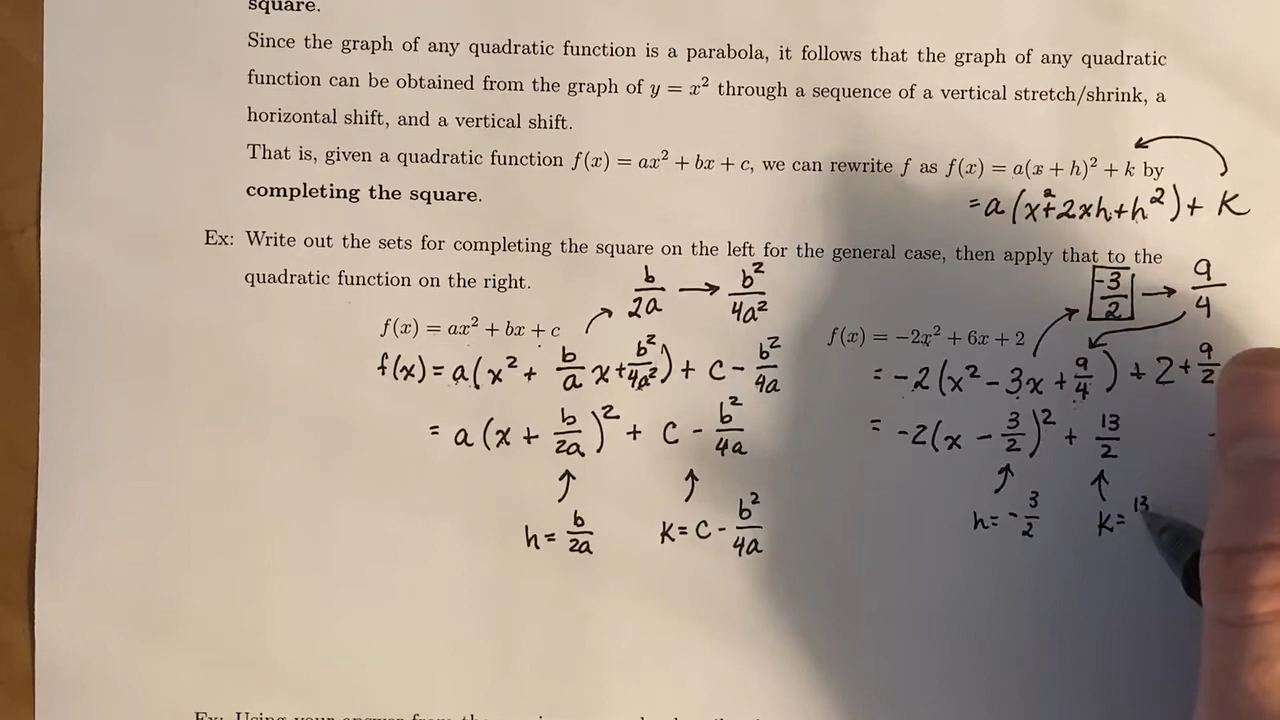 square.
Since the graph of any quadratic function is a parabola, it follows that the graph of any quadratic
function can be obtained from the graph of y = x² through a sequence of a vertical stretch/shrink, a
horizontal shift, and a vertical shift.
That is, given a quadratic function f(x) = ax² + bx + c, we can rewrite f as f(x) = a(x + h)² + k by
completing the square.
= a(x² + 2xh + h²) + k
Ex: Write out the sets for completing the square on the left for the general case, then apply that to the
quadratic function on the right.
b/2a → b²/4a²
f(x) = ax² + bx + c
f(x) = a(x² + b/a x + b²/4a²) + c - b²/4a
= a(x + b/2a)² + c - b²/4a
h = b/2a k = c - b²/4a
-3/2 → 9/4
f(x) = −2x² + 6x + 2
= -2(x² - 3x + 9/4) + 2 + 9/2
= -2(x - 3/2)² + 13/2
h = -3/2 k = 13